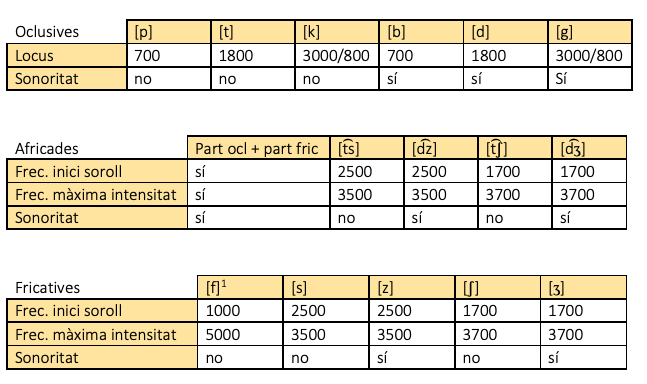 Oclusives [p] [t] [k] [b] [d] [g]
Locus 700 1800 3000/800 700 1800 3000/800
Sonoritat no no no sí sí Sí
Africades Part ocl + part fric [t͡s] [d͡z] [t͡ʃ] [d͡ʒ]
Frec. inici soroll sí 2500 2500 1700 1700
Frec. màxima intensitat sí 3500 3500 3700 3700
Sonoritat sí no sí no sí
Fricatives [f]¹ [s] [z] [ʃ] [ʒ]
Frec. inici soroll 1000 2500 2500 1700 1700
Frec. màxima intensitat 5000 3500 3500 3700 3700
Sonoritat no no sí no sí